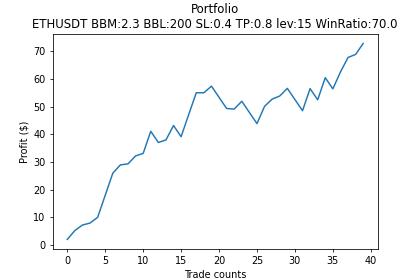 Portfolio
ETHUSDT BBM:2.3 BBL:200 SL:0.4 TP:0.8 lev:15 WinRatio:70.0
Profit ($)
70
60
50
40
30
20
10
0
0 5 10 15 20 25 30 35 40
Trade counts